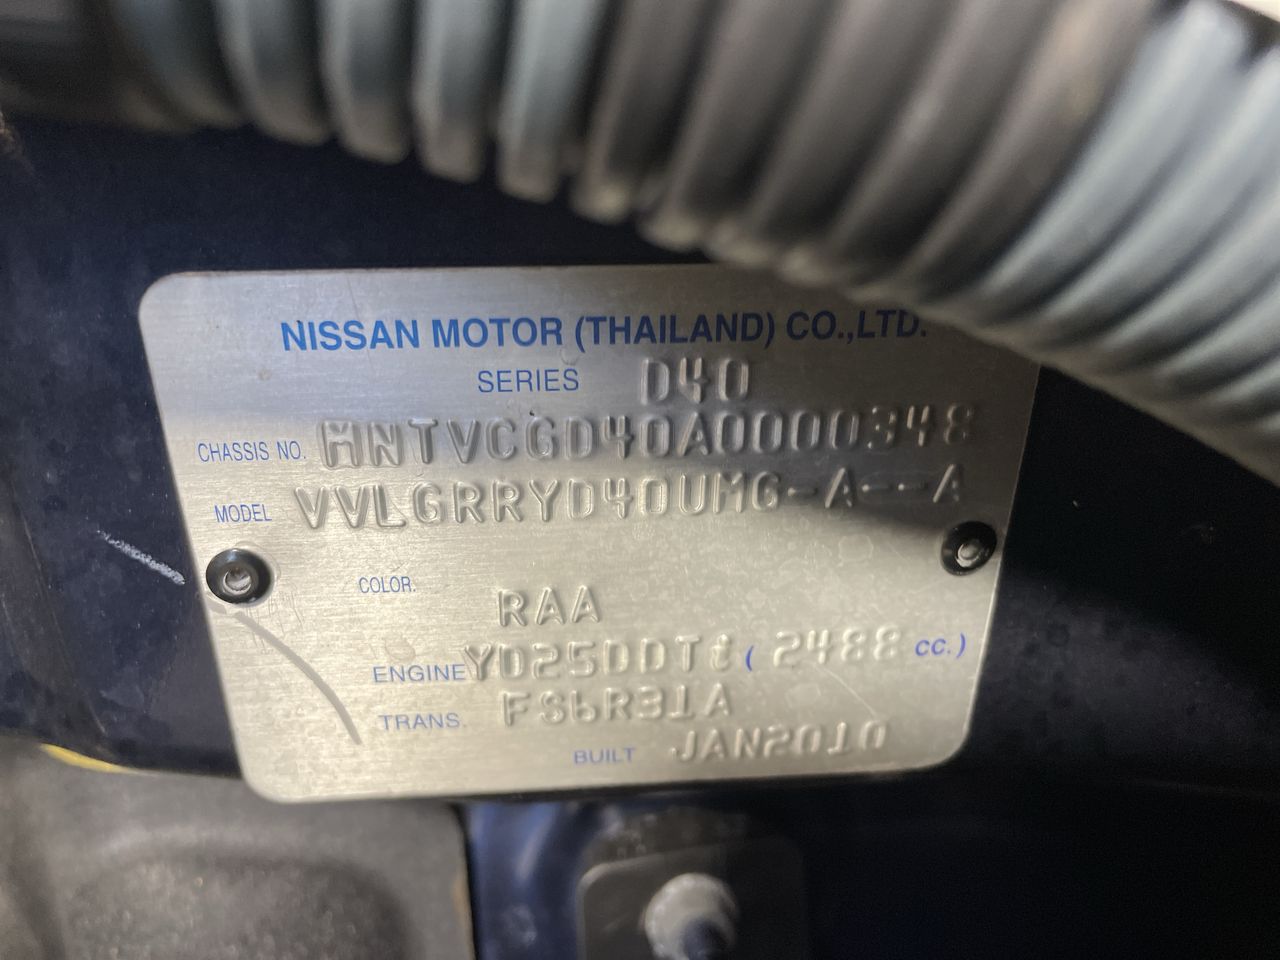 NISSAN MOTOR (THAILAND) CO.,LTD.
SERIES D40
CHASSIS NO. MNTVCGD40A0000348
MODEL VVLGRRYD40UMG-A--A
COLOR. RAA
ENGINE YD25DDTi (2488 cc.)
TRANS. FS6R31A
BUILT JAN2010